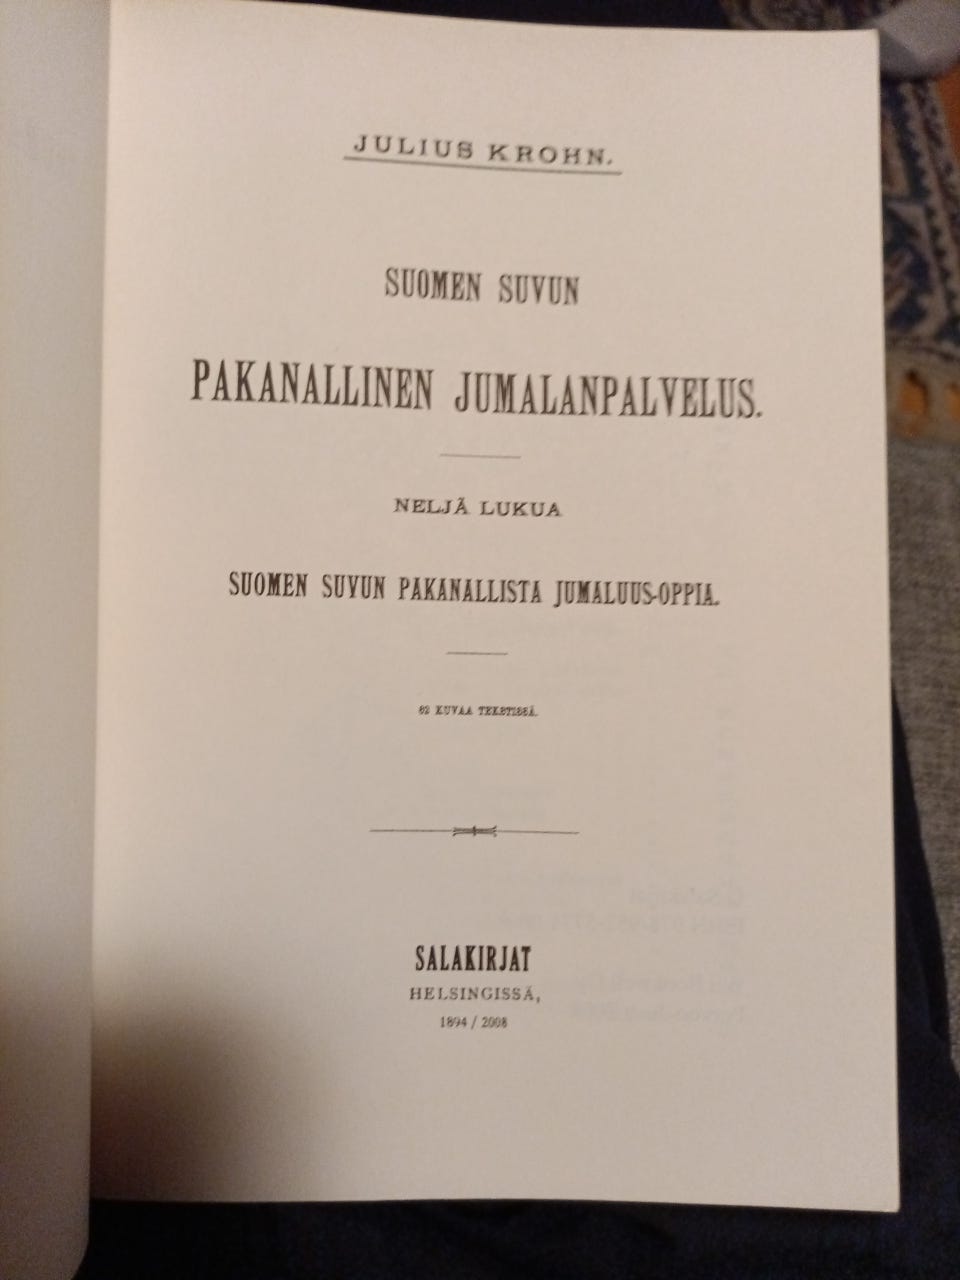 JULIUS KROHN.
SUOMEN SUVUN
PAKANALLINEN JUMALANPALVELUS.
NELJÄ LUKUA
SUOMEN SUVUN PAKANALLISTA JUMALUUS-OPPIA.
62 KUVAA TEKSTISSÄ.
SALAKIRJAT
HELSINGISSÄ,
1894 / 2008